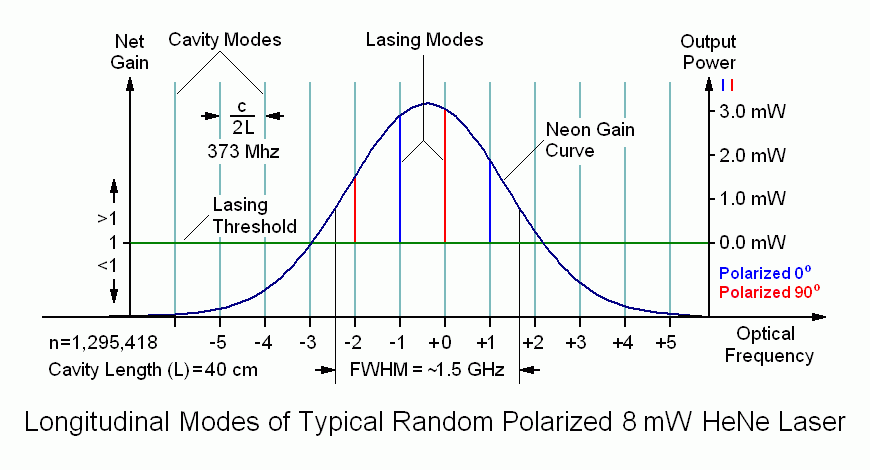 Net
Gain
Cavity Modes
Lasing Modes
Output
Power
c
2L
373 Mhz
Neon Gain
Curve
3.0 mW
2.0 mW
1.0 mW
0.0 mW
Lasing
Threshold
>1
1
<1
Polarized 0º
Polarized 90º
n=1,295,418
-5 -4 -3 -2 -1 +0 +1 +2 +3 +4 +5
Optical
Frequency
Cavity Length (L)=40 cm
FWHM = ~1.5 GHz
Longitudinal Modes of Typical Random Polarized 8 mW HeNe Laser